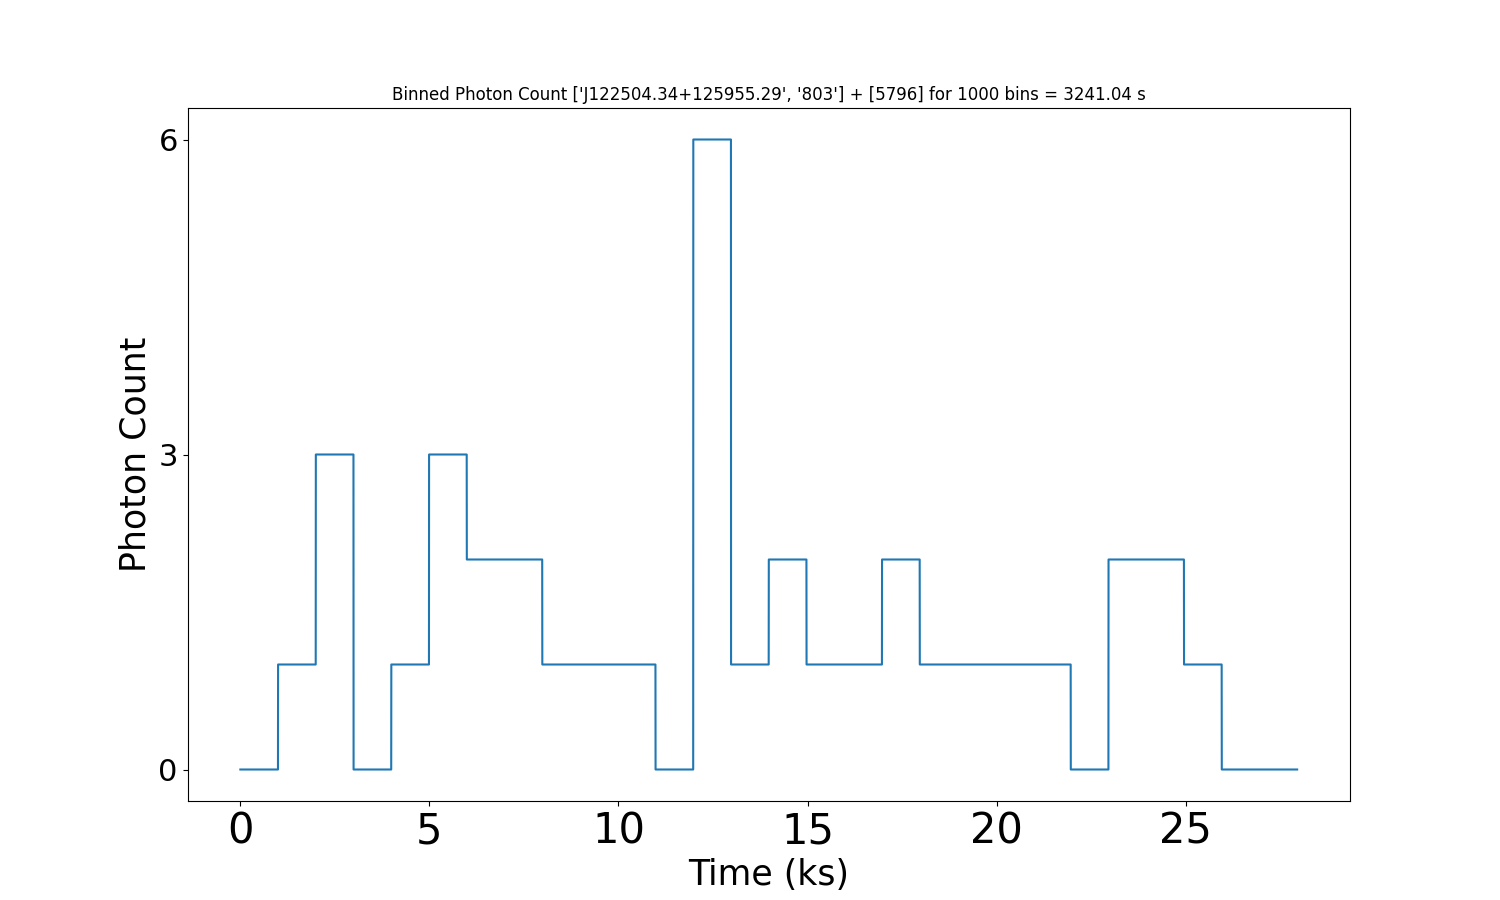 Binned Photon Count ['J122504.34+125955.29', '803'] + [5796] for 1000 bins = 3241.04 s
Photon Count
6
3
0
0 5 10 15 20 25
Time (ks)